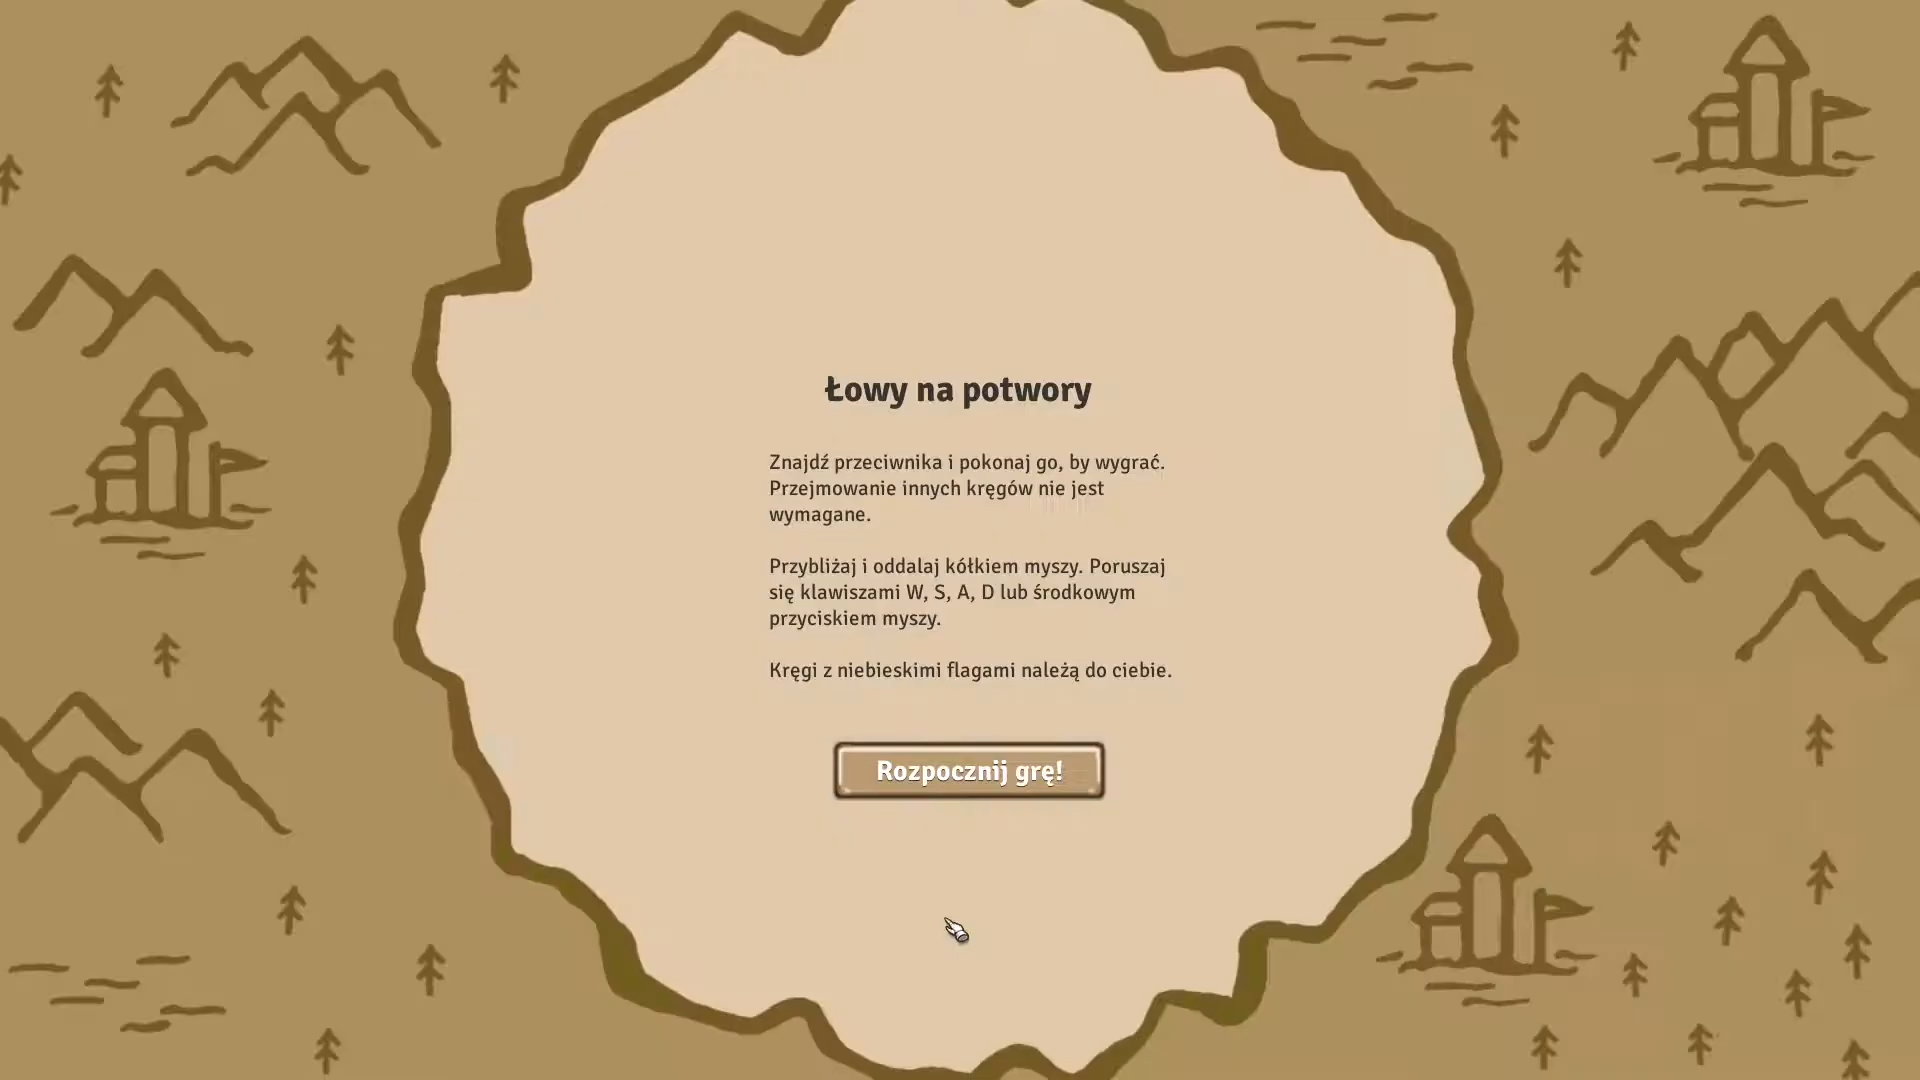 Łowy na potwory
Znajdź przeciwnika i pokonaj go, by wygrać.
Przejmowanie innych kręgów nie jest
wymagane.
Przybliżaj i oddalaj kółkiem myszy. Poruszaj
się klawiszami W, S, A, D lub środkowym
przyciskiem myszy.
Kręgi z niebieskimi flagami należą do ciebie.
Rozpocznij grę!